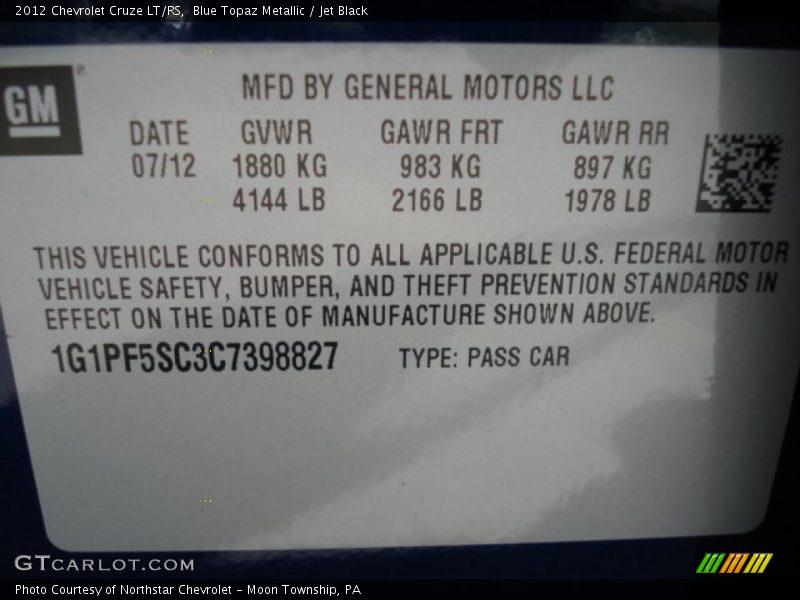 2012 Chevrolet Cruze LT/RS,  Blue Topaz Metallic / Jet Black
GM
MFD BY GENERAL MOTORS LLC
DATE GVWR GAWR FRT GAWR RR
07/12 1880 KG 983 KG 897 KG
4144 LB 2166 LB 1978 LB
THIS VEHICLE CONFORMS TO ALL APPLICABLE U.S. FEDERAL MOTOR
VEHICLE SAFETY, BUMPER, AND THEFT PREVENTION STANDARDS IN
EFFECT ON THE DATE OF MANUFACTURE SHOWN ABOVE.
1G1PF5SC3C7398827 TYPE: PASS CAR
GTCARLOT.COM
Photo Courtesy of Northstar Chevrolet - Moon Township, PA